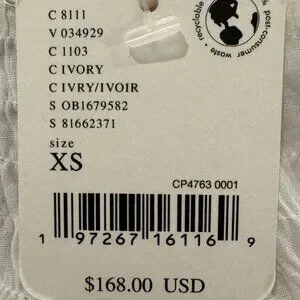 C 8111
V 034929
C 1103
C IVORY
C IVRY/IVOIR
S OB1679582
S 81662371
size
XS
recyclable
% post-consumer waste
CP4763 0001
1 97267 16116 9
$168.00 USD